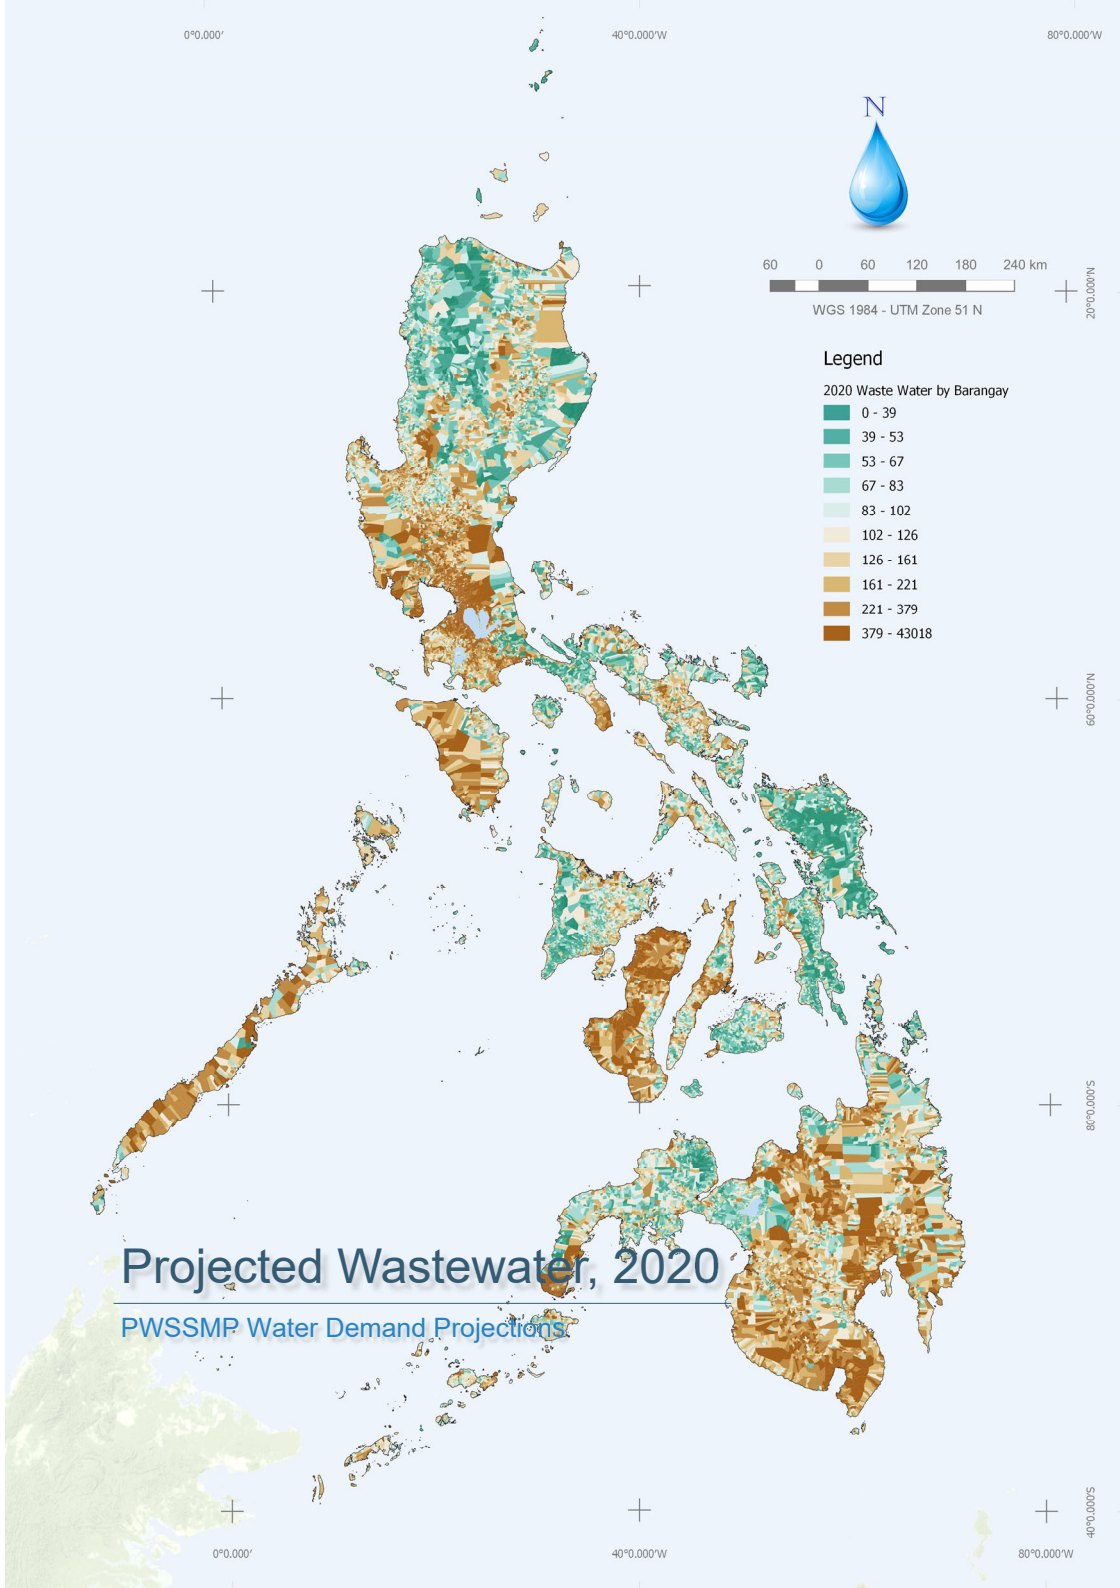 0°0.000′
40°0.000′W
80°0.000′W
N
60 0 60 120 180 240 km
WGS 1984 - UTM Zone 51 N
20°0.000′N
Legend
2020 Waste Water by Barangay
0 - 39
39 - 53
53 - 67
67 - 83
83 - 102
102 - 126
126 - 161
161 - 221
221 - 379
379 - 43018
60°0.000′N
80°0.000′S
Projected Wastewater, 2020
PWSSMP Water Demand Projections
40°0.000′S
0°0.000′
40°0.000′W
80°0.000′W